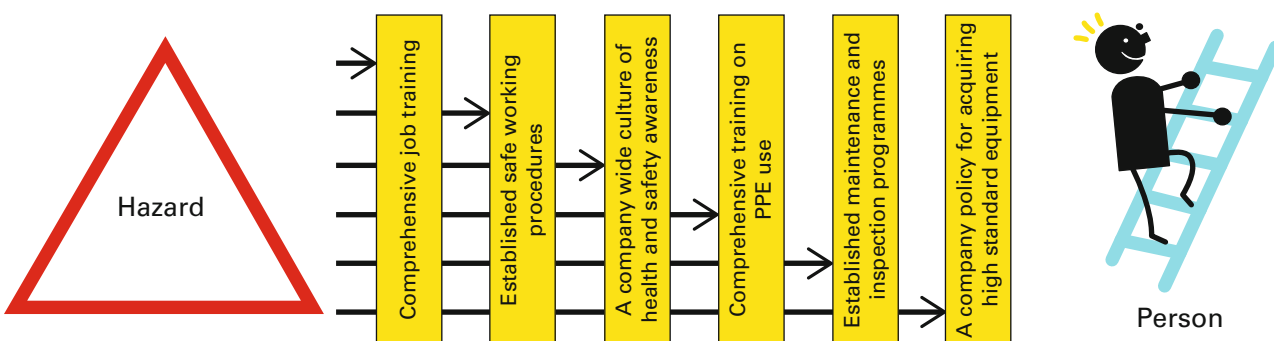 Hazard
Comprehensive job training
Established safe working
procedures
A company wide culture of
health and safety awareness
Comprehensive training on
PPE use
Established maintenance and
inspection programmes
A company policy for acquiring
high standard equipment
Person